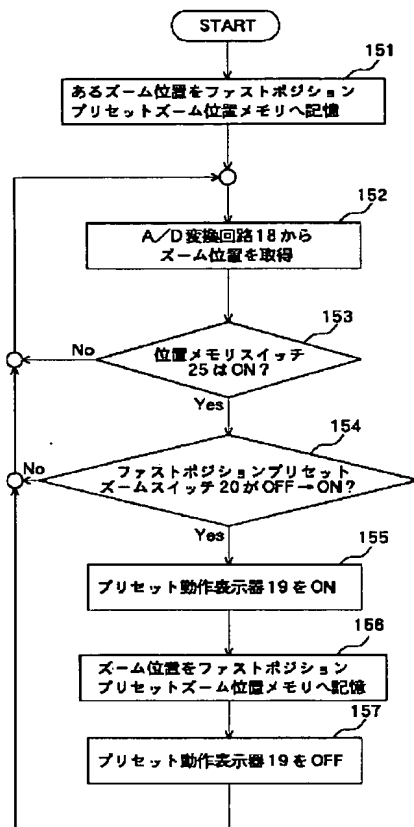 START
151
あるズーム位置をファストポジション
プリセットズーム位置メモリへ記憶
152
A/D変換回路18から
ズーム位置を取得
153
位置メモリスイッチ
25はON?
No
Yes
154
ファストポジションプリセット
ズームスイッチ20がOFF→ON?
No
Yes
155
プリセット動作表示器19をON
156
ズーム位置をファストポジション
プリセットズーム位置メモリへ記憶
157
プリセット動作表示器19をOFF